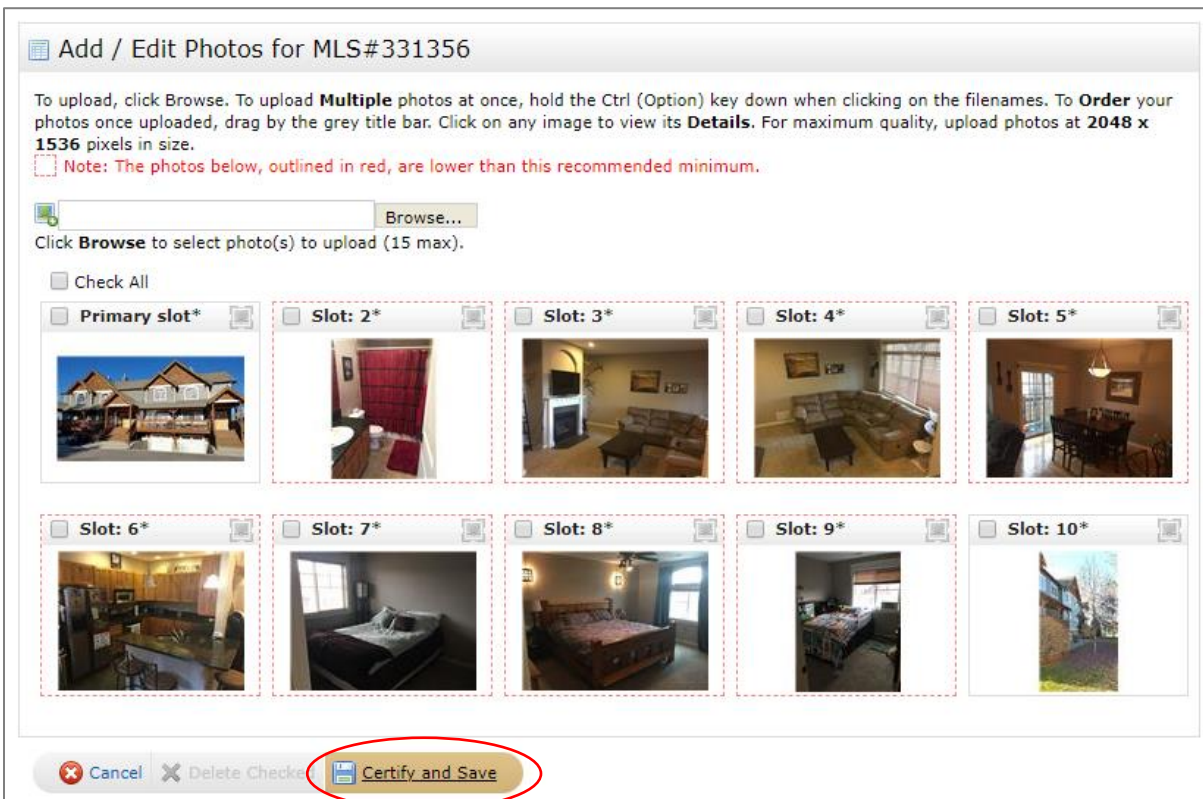 Add / Edit Photos for MLS#331356
To upload, click Browse. To upload Multiple photos at once, hold the Ctrl (Option) key down when clicking on the filenames. To Order your
photos once uploaded, drag by the grey title bar. Click on any image to view its Details. For maximum quality, upload photos at 2048 x
1536 pixels in size.
Note: The photos below, outlined in red, are lower than this recommended minimum.
Browse...
Click Browse to select photo(s) to upload (15 max).
Check All
Primary slot* Slot: 2* Slot: 3* Slot: 4* Slot: 5*
Slot: 6* Slot: 7* Slot: 8* Slot: 9* Slot: 10*
Cancel Delete Checked Certify and Save